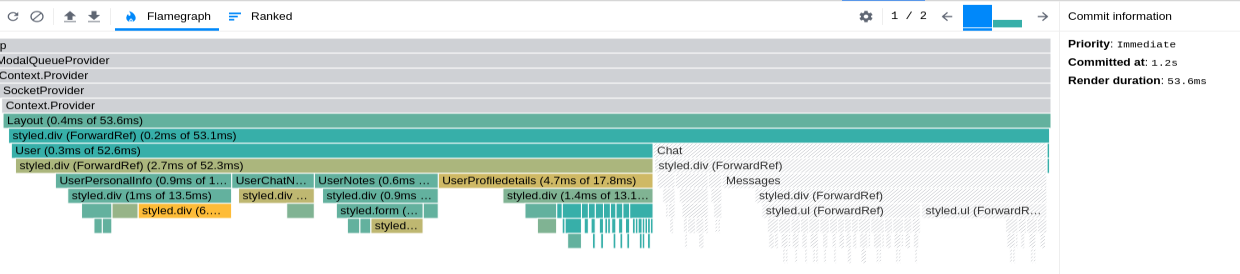 Flamegraph Ranked 1 / 2 Commit information
p
ModalQueueProvider
Context.Provider
SocketProvider
Context.Provider
Layout (0.4ms of 53.6ms)
styled.div (ForwardRef) (0.2ms of 53.1ms)
User (0.3ms of 52.6ms) Chat
styled.div (ForwardRef) (2.7ms of 52.3ms) styled.div (ForwardRef)
UserPersonalInfo (0.9ms of 1... UserChatN... UserNotes (0.6ms ... UserProfiledetails (4.7ms of 17.8ms) Messages
styled.div (1ms of 13.5ms) styled.div ... styled.div (0.9ms ... styled.div (1.4ms of 13.1... styled.div (ForwardRef)
styled.div (6.... styled.form (... styled.ul (ForwardRef) styled.ul (ForwardR...
styled...
Priority: Immediate
Committed at: 1.2s
Render duration: 53.6ms